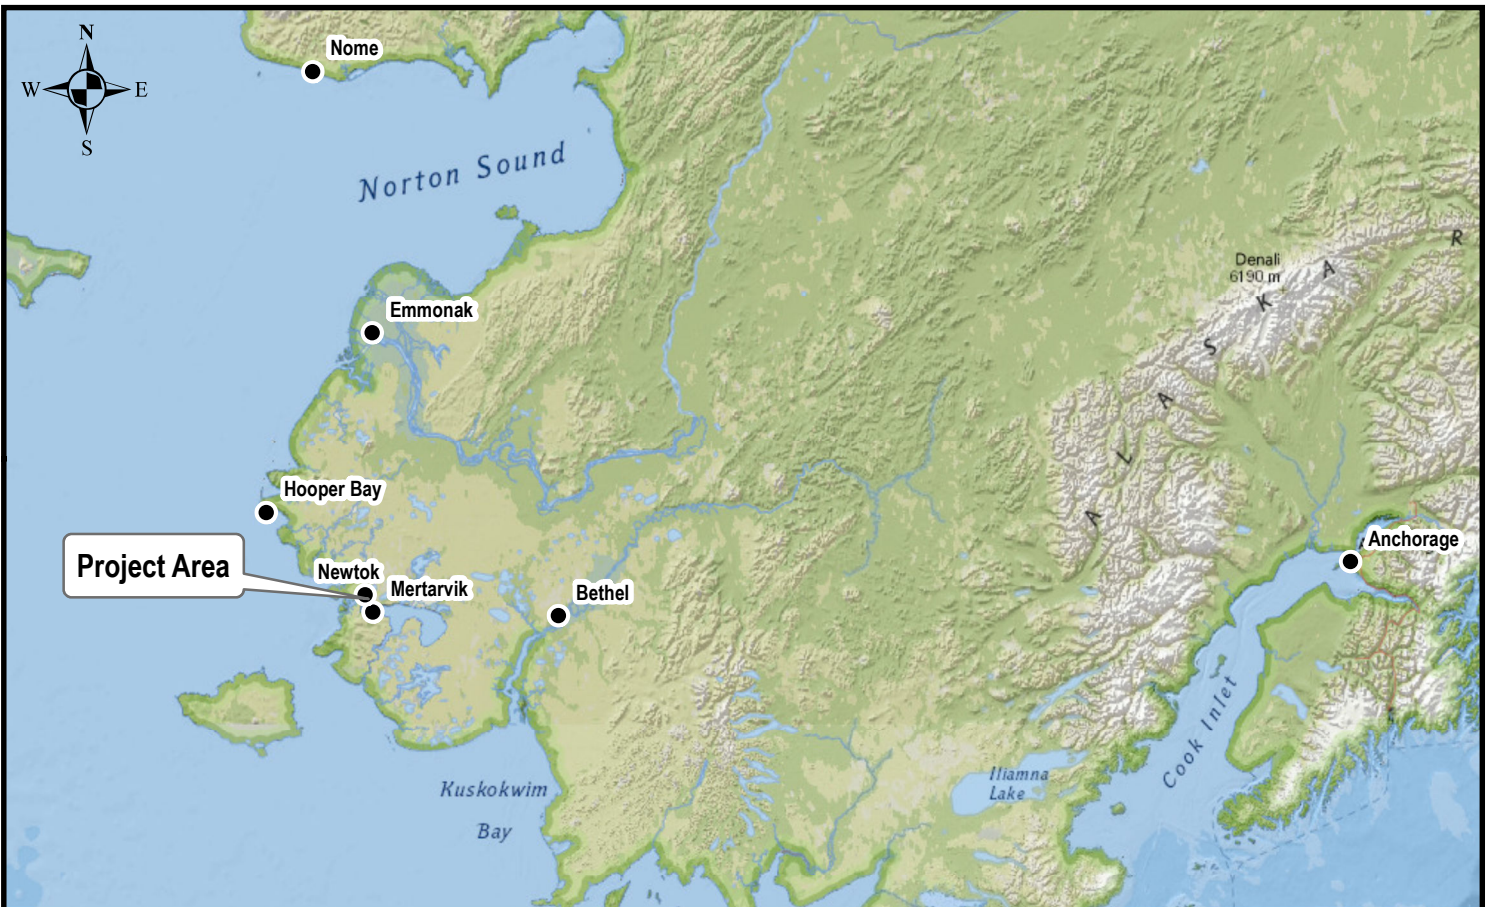 N
W E
S
Nome
Norton Sound
Denali
6190 m
A L A S K A R
Emmonak
Hooper Bay
Project Area
Newtok
Mertarvik
Bethel
Anchorage
Cook Inlet
Iliamna
Lake
Kuskokwim
Bay